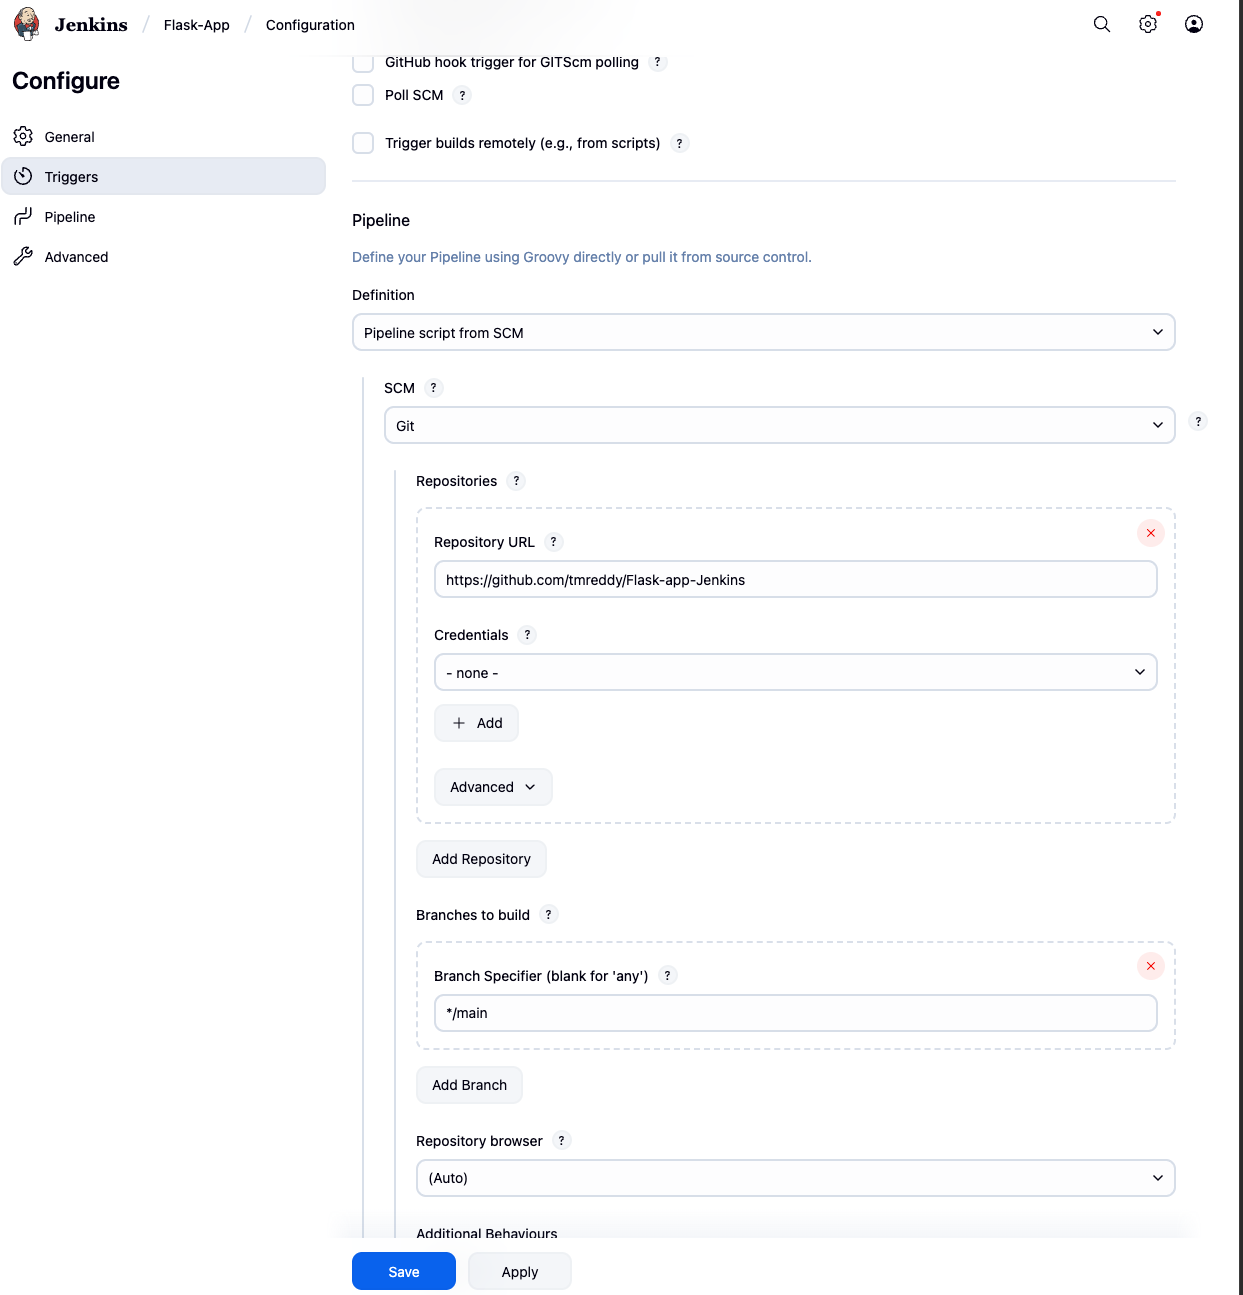 Jenkins / Flask-App / Configuration
Configure
General
Triggers
Pipeline
Advanced
GitHub hook trigger for GITScm polling ?
Poll SCM ?
Trigger builds remotely (e.g., from scripts) ?
Pipeline
Define your Pipeline using Groovy directly or pull it from source control.
Definition
Pipeline script from SCM
SCM ?
Git
?
Repositories ?
Repository URL ?
https://github.com/tmreddy/Flask-app-Jenkins
Credentials ?
- none -
+ Add
Advanced
Add Repository
Branches to build ?
Branch Specifier (blank for 'any') ?
*/main
Add Branch
Repository browser ?
(Auto)
Additional Behaviours
Save
Apply